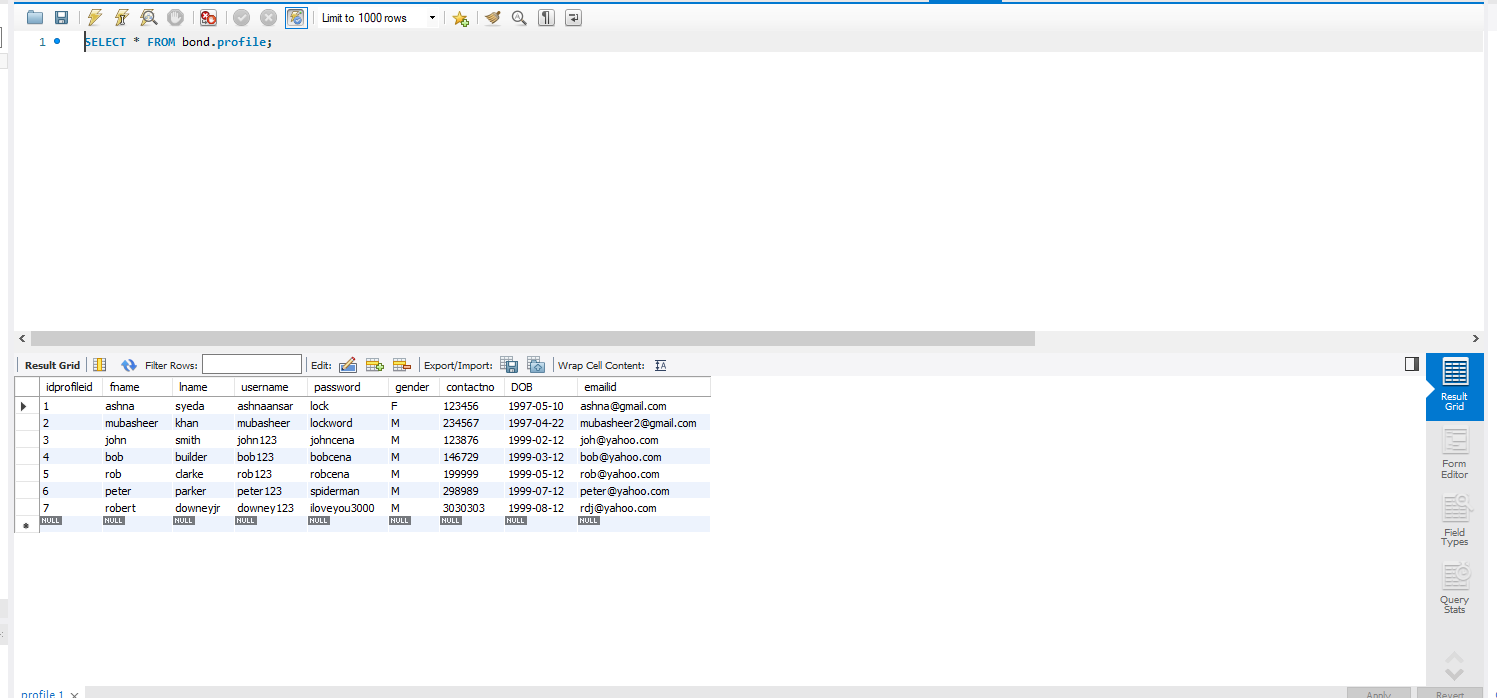 Limit to 1000 rows
1 SELECT * FROM bond.profile;
Result Grid Filter Rows: Edit: Export/Import: Wrap Cell Content:
idprofileid fname lname username password gender contactno DOB emailid
1 ashna syeda ashnaansar lock F 123456 1997-05-10 ashna@gmail.com
2 mubasheer khan mubasheer lockword M 234567 1997-04-22 mubasheer2@gmail.com
3 john smith john123 johncena M 123876 1999-02-12 joh@yahoo.com
4 bob builder bob123 bobcena M 146729 1999-03-12 bob@yahoo.com
5 rob clarke rob123 robcena M 199999 1999-05-12 rob@yahoo.com
6 peter parker peter123 spiderman M 298989 1999-07-12 peter@yahoo.com
7 robert downeyjr downey123 iloveyou3000 M 3030303 1999-08-12 rdj@yahoo.com
NULL NULL NULL NULL NULL NULL NULL NULL NULL
Result
Grid
Form
Editor
Field
Types
Query
Stats
profile 1
Apply Revert